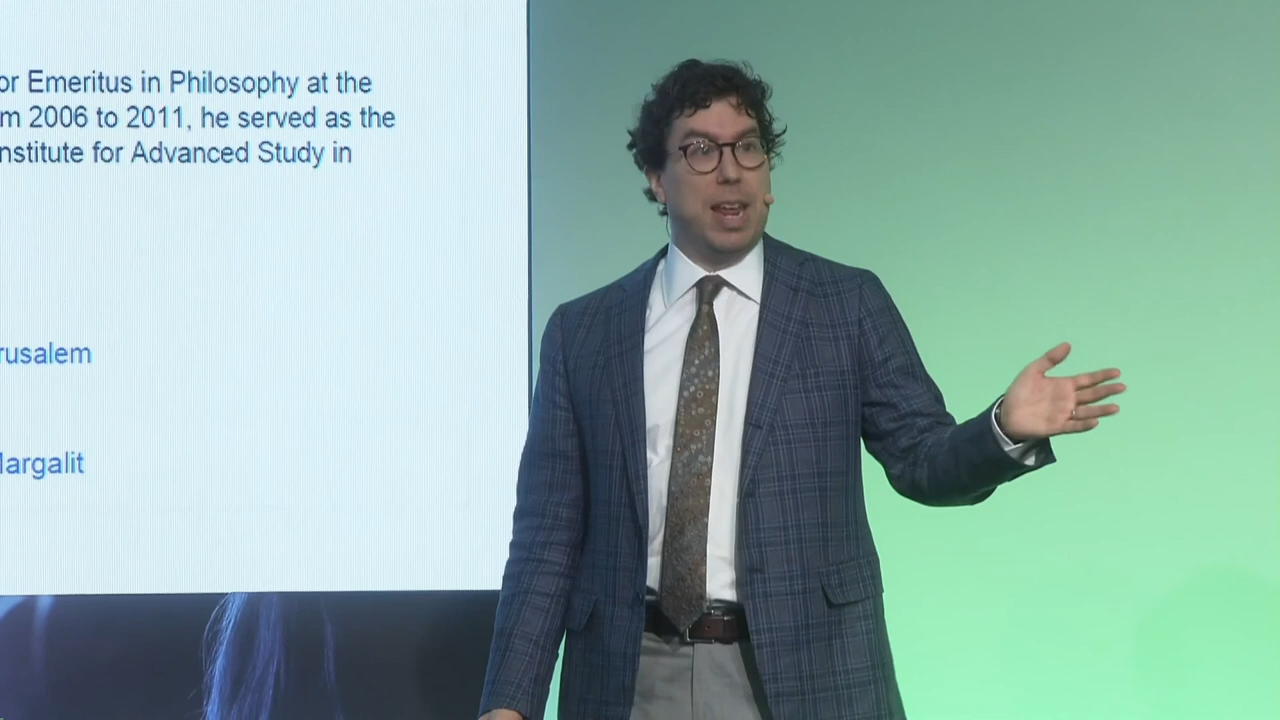 or Emeritus in Philosophy at the
m 2006 to 2011, he served as the
nstitute for Advanced Study in
rusalem
Margalit